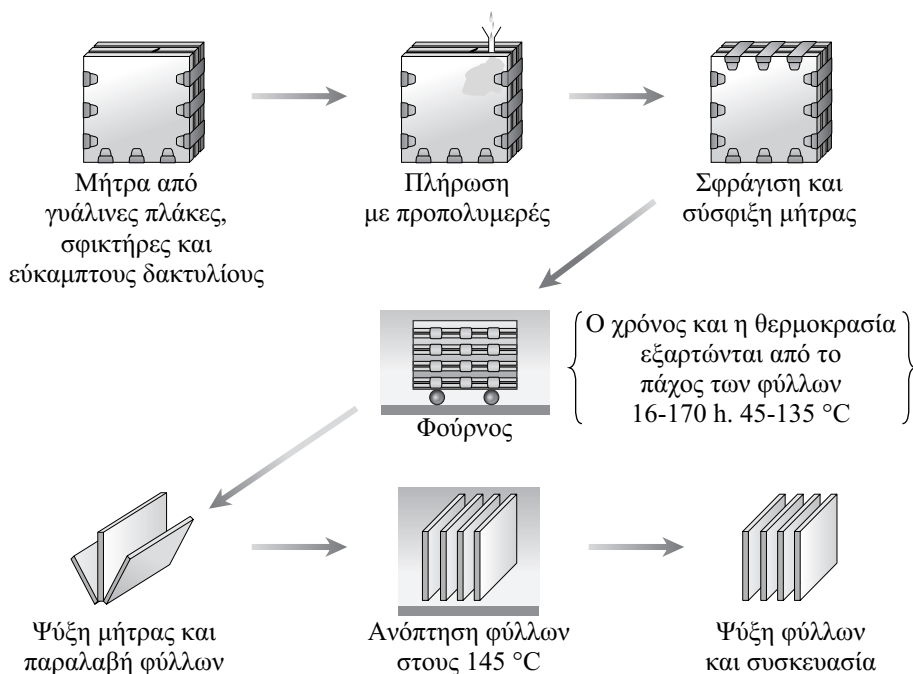 Μήτρα από
γυάλινες πλάκες,
σφικτήρες και
εύκαμπτους δακτυλίους
Πλήρωση
με προπολυμερές
Σφράγιση και
σύσφιξη μήτρας
Φούρνος
Ο χρόνος και η θερμοκρασία
εξαρτώνται από το
πάχος των φύλλων
16-170 h. 45-135 °C
Ψύξη μήτρας και
παραλαβή φύλλων
Ανόπτηση φύλλων
στους 145 °C
Ψύξη φύλλων
και συσκευασία